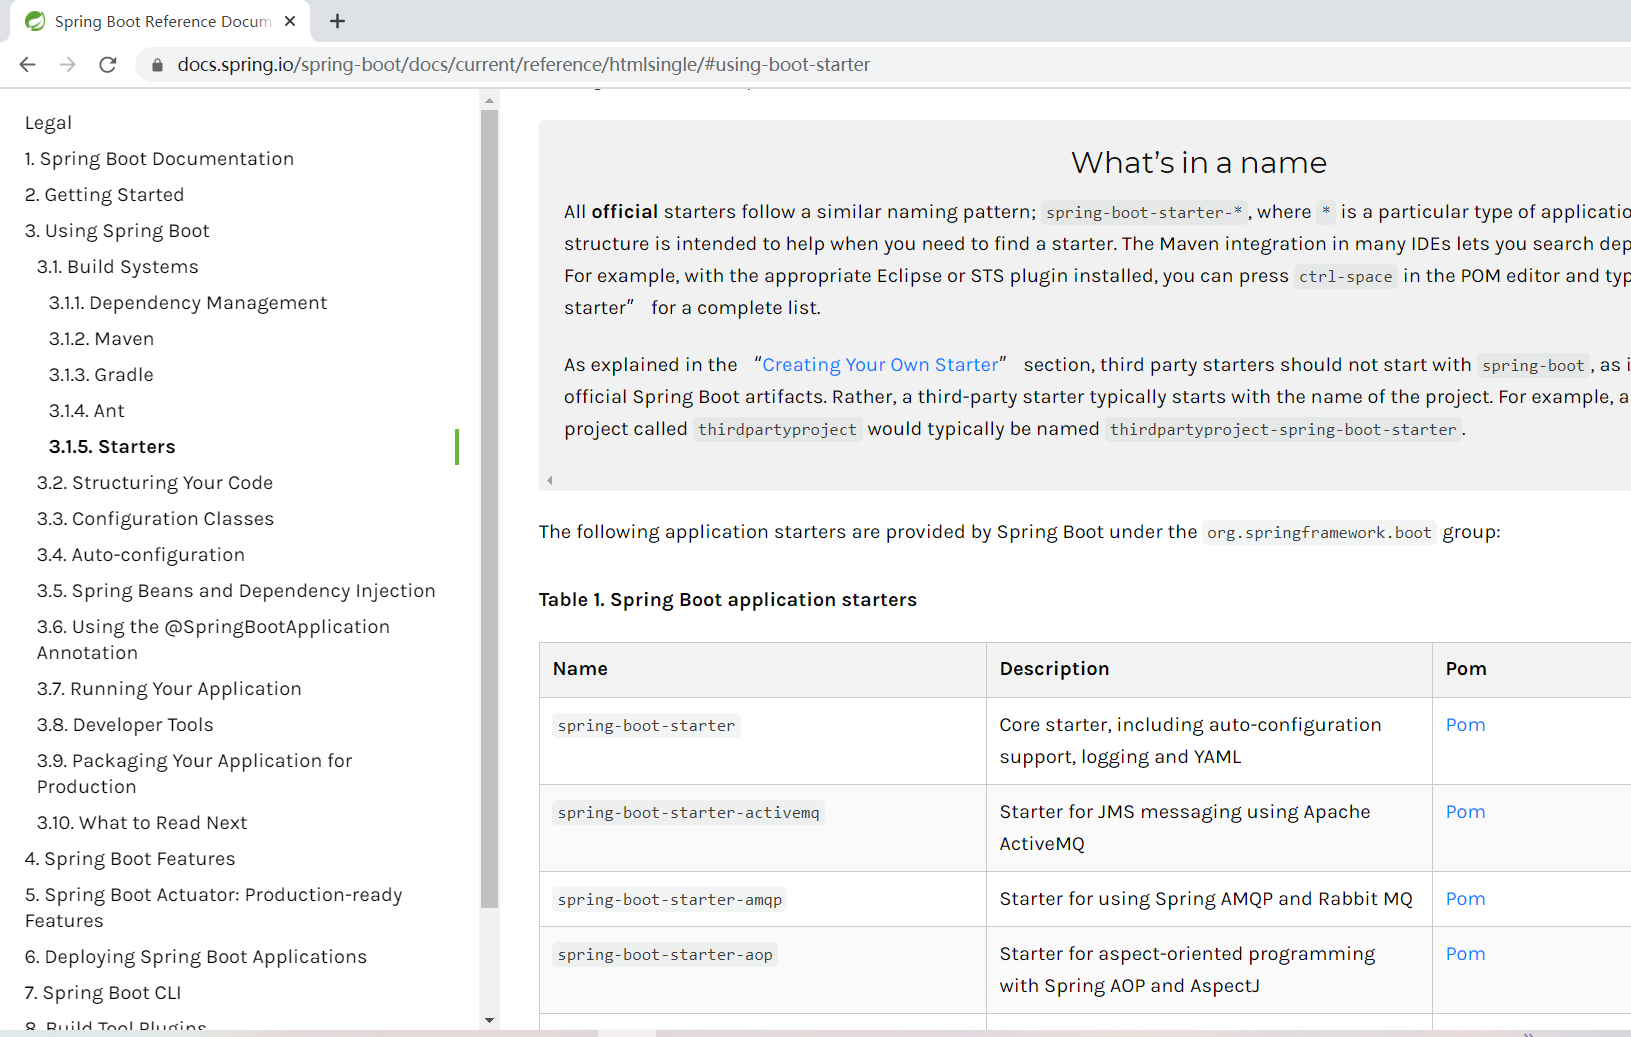 Spring Boot Reference Docum
docs.spring.io/spring-boot/docs/current/reference/htmlsingle/#using-boot-starter
Legal
1. Spring Boot Documentation
2. Getting Started
3. Using Spring Boot
3.1. Build Systems
3.1.1. Dependency Management
3.1.2. Maven
3.1.3. Gradle
3.1.4. Ant
3.1.5. Starters
3.2. Structuring Your Code
3.3. Configuration Classes
3.4. Auto-configuration
3.5. Spring Beans and Dependency Injection
3.6. Using the @SpringBootApplication
Annotation
3.7. Running Your Application
3.8. Developer Tools
3.9. Packaging Your Application for
Production
3.10. What to Read Next
4. Spring Boot Features
5. Spring Boot Actuator: Production-ready
Features
6. Deploying Spring Boot Applications
7. Spring Boot CLI
8. Build Tool Plugins
What’s in a name
All official starters follow a similar naming pattern; spring-boot-starter-*, where * is a particular type of applicatio
structure is intended to help when you need to find a starter. The Maven integration in many IDEs lets you search dep
For example, with the appropriate Eclipse or STS plugin installed, you can press ctrl-space in the POM editor and typ
starter” for a complete list.
As explained in the “Creating Your Own Starter” section, third party starters should not start with spring-boot, as i
official Spring Boot artifacts. Rather, a third-party starter typically starts with the name of the project. For example, a
project called thirdpartyproject would typically be named thirdpartyproject-spring-boot-starter.
The following application starters are provided by Spring Boot under the org.springframework.boot group:
Table 1. Spring Boot application starters
Name Description Pom
spring-boot-starter Core starter, including auto-configuration Pom
support, logging and YAML
spring-boot-starter-activemq Starter for JMS messaging using Apache Pom
ActiveMQ
spring-boot-starter-amqp Starter for using Spring AMQP and Rabbit MQ Pom
spring-boot-starter-aop Starter for aspect-oriented programming Pom
with Spring AOP and AspectJ